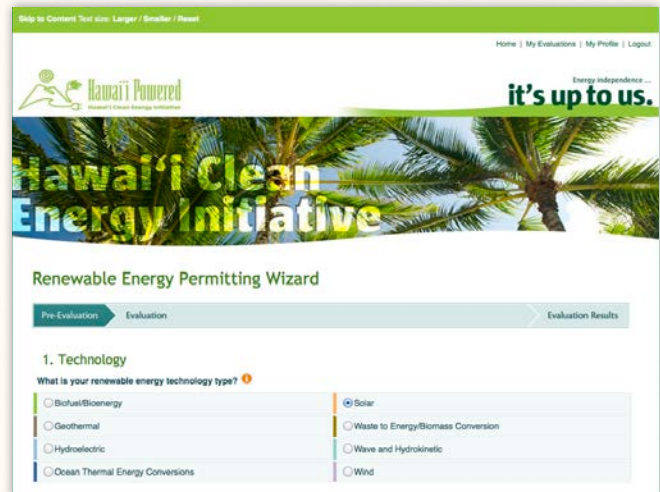 Skip to Content Text size: Larger / Smaller / Reset
Home | My Evaluations | My Profile | Logout
Hawai'i Powered
Hawai'i Clean Energy Initiative
Energy independence ...
it's up to us.
Hawai'i Clean
Energy Initiative
Renewable Energy Permitting Wizard
Pre-Evaluation Evaluation Evaluation Results
1. Technology
What is your renewable energy technology type?
Biofuel/Bioenergy Solar
Geothermal Waste to Energy/Biomass Conversion
Hydroelectric Wave and Hydrokinetic
Ocean Thermal Energy Conversions Wind